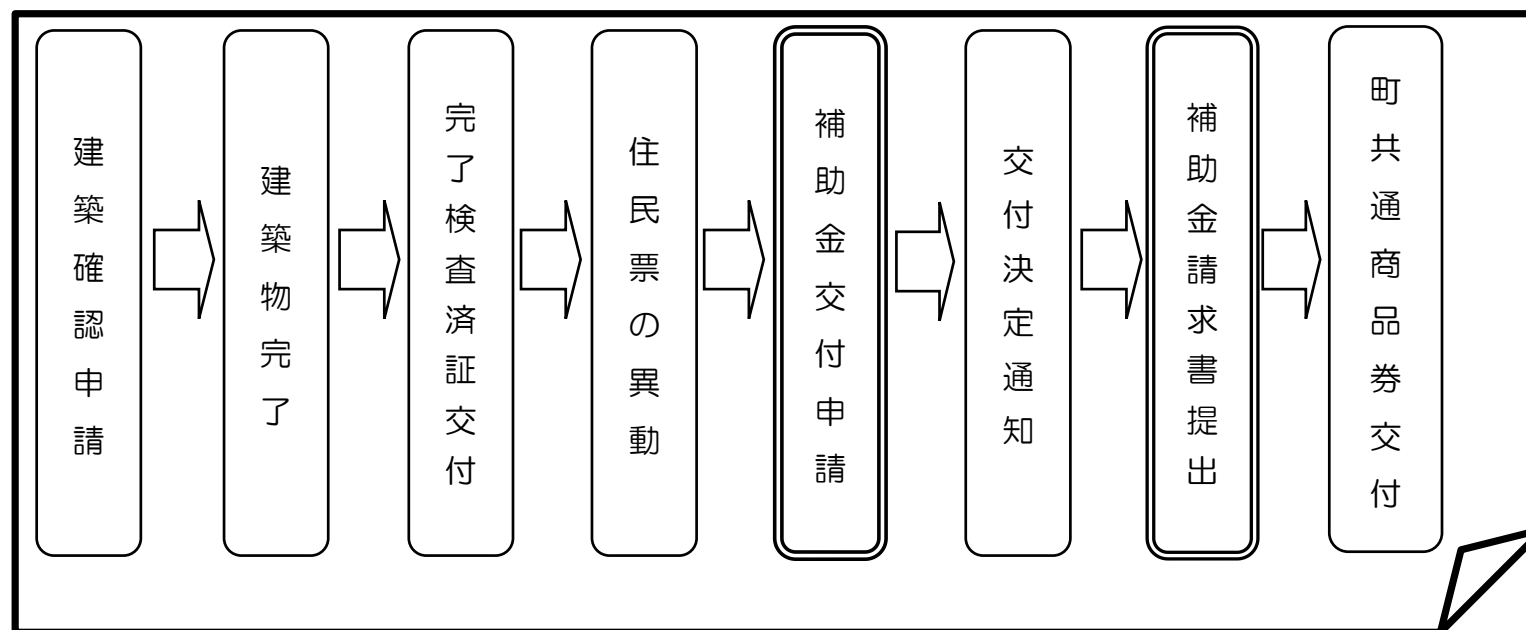 建築確認申請
建築物完了
完了検査済証交付
住民票の異動
補助金交付申請
交付決定通知
補助金請求書提出
町共通商品券交付